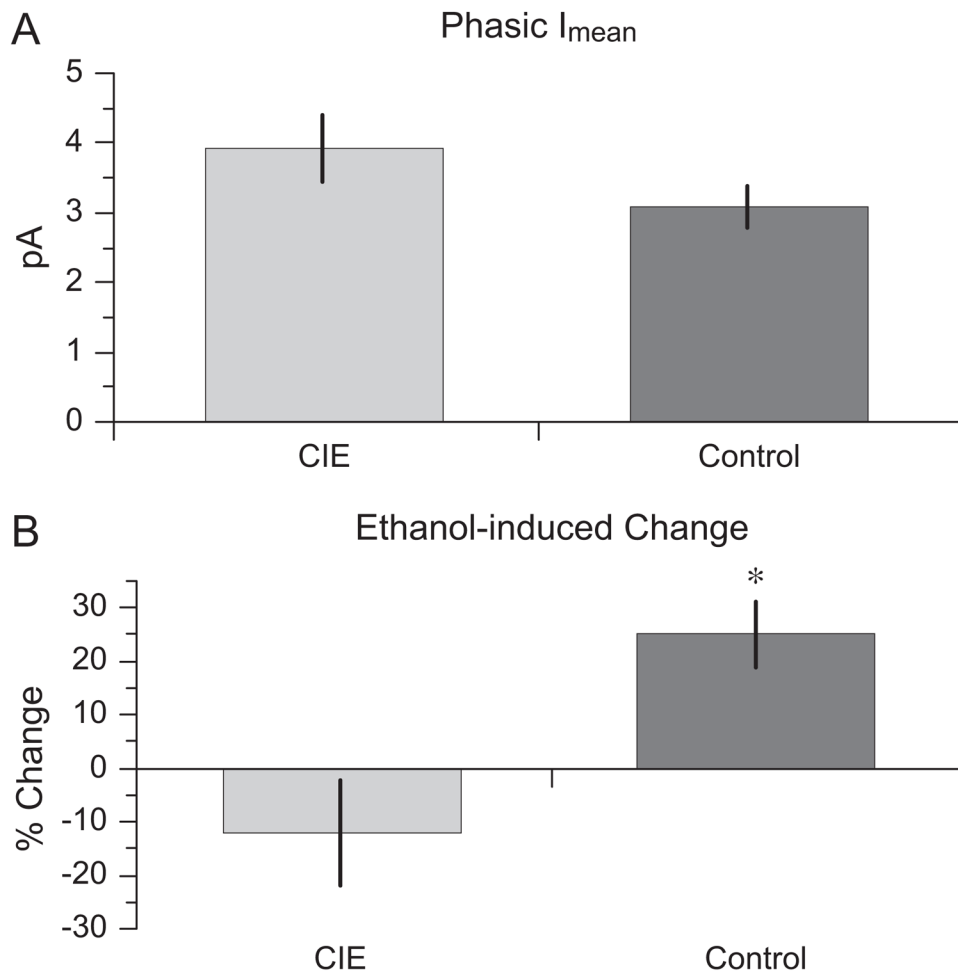 A
Phasic Imean
5
4
3
2
1
0
pA
CIE
Control
B
Ethanol-induced Change
*
30
20
10
0
-10
-20
-30
% Change
CIE
Control